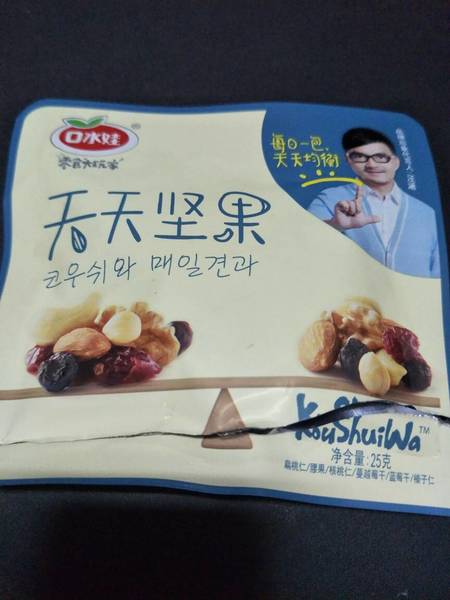 口水娃
®
零食大玩家
每日一包,
天天均衡
天天坚果
코우쉬와 매일견과
KouShuiWa™
净含量:25克
扁桃仁/腰果/核桃仁/蔓越莓干/蓝莓干/榛子仁